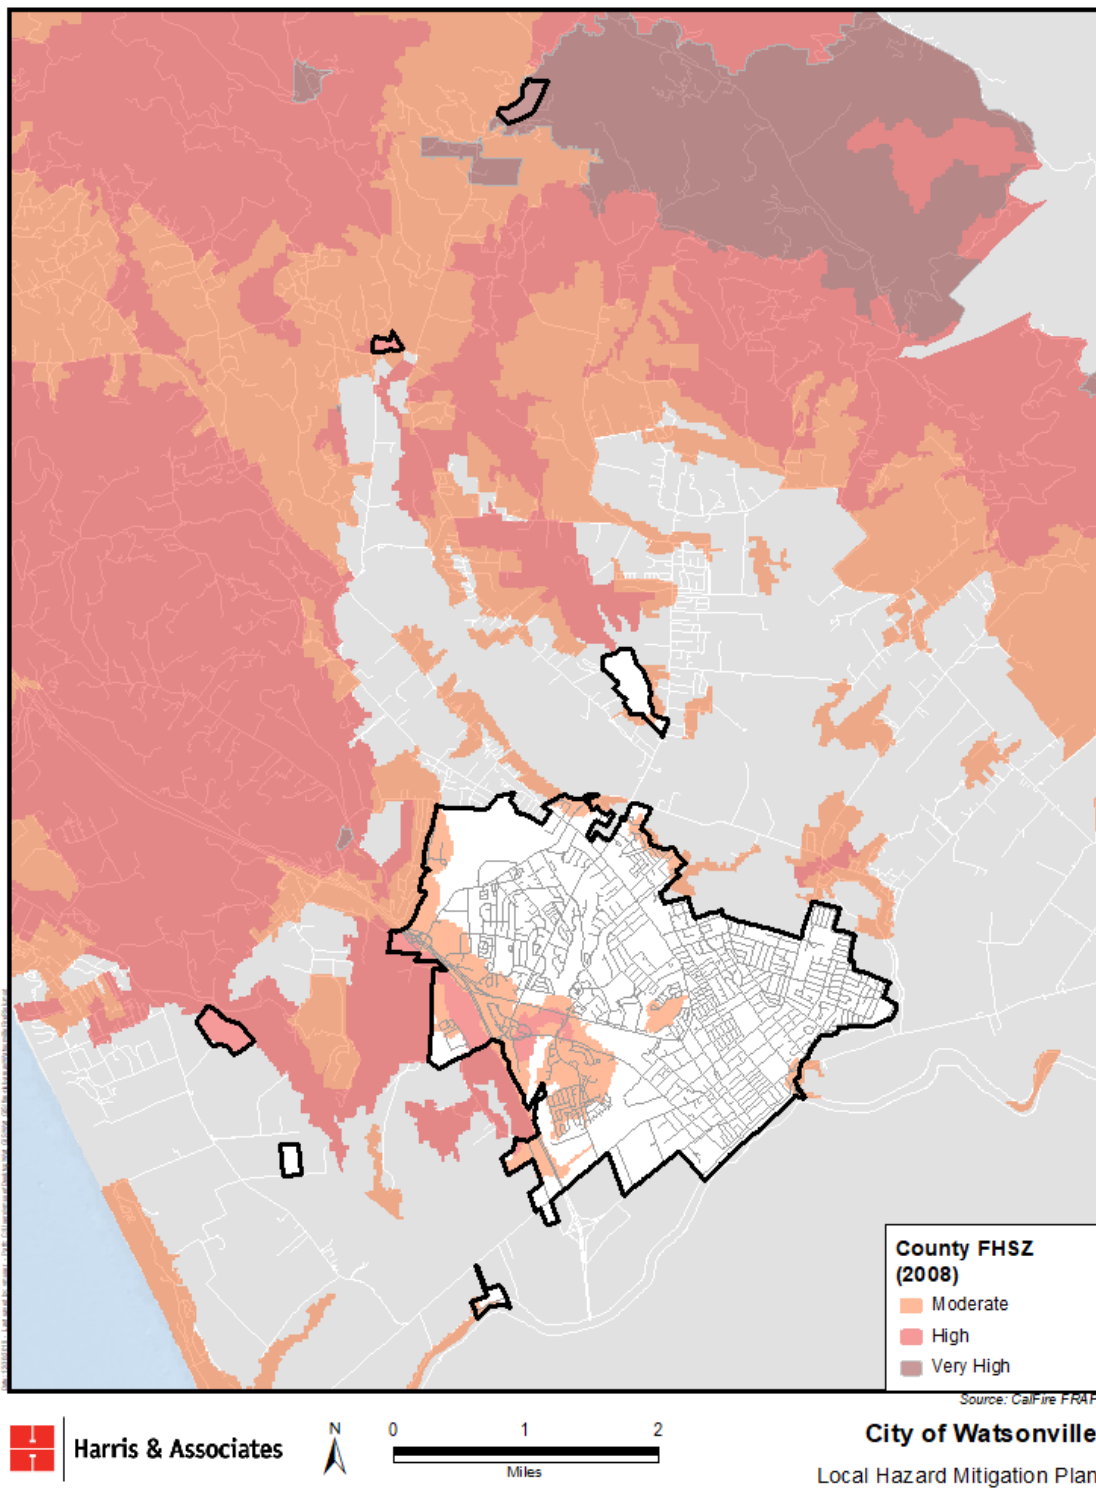 County FHSZ
(2008)
Moderate
High
Very High
Source: CalFire FRAP
Harris & Associates
N
0 1 2
Miles
City of Watsonville
Local Hazard Mitigation Plan